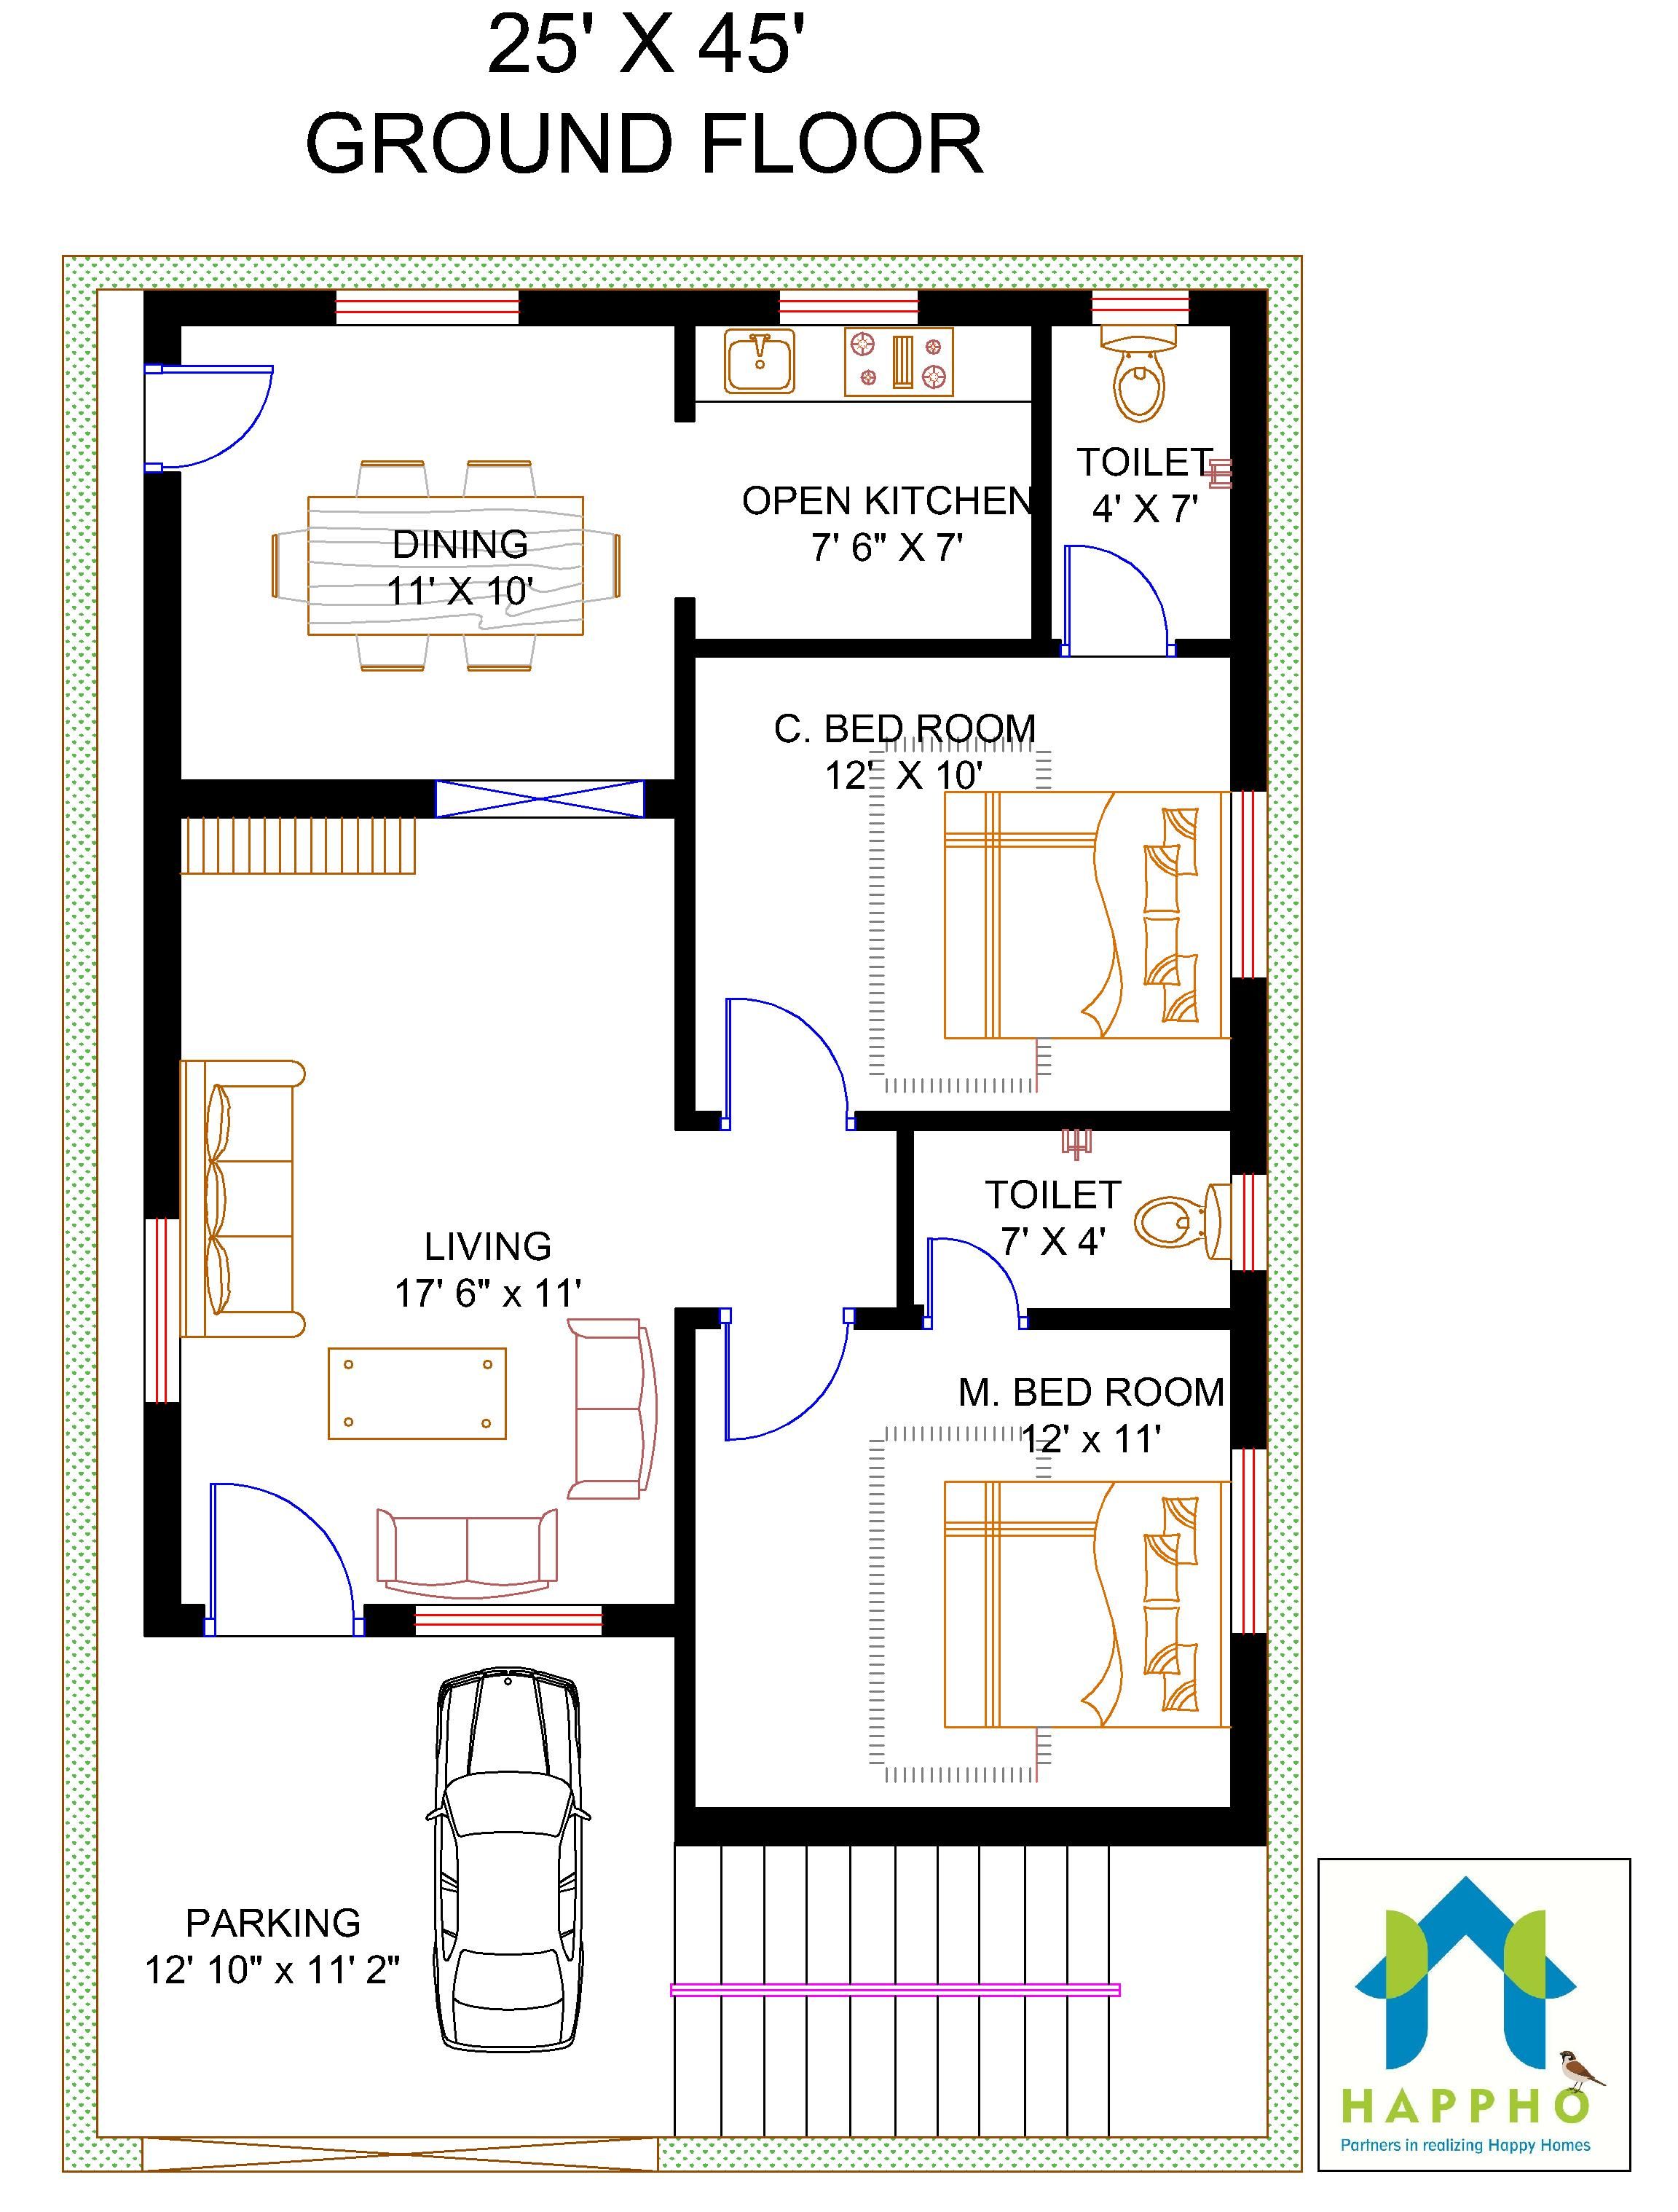 25' X 45'
GROUND FLOOR
TOILET
4' X 7'
OPEN KITCHEN
7' 6" X 7'
DINING
11' X 10'
C. BED ROOM
12' X 10'
TOILET
7' X 4'
LIVING
17' 6" x 11'
M. BED ROOM
12' x 11'
PARKING
12' 10" x 11' 2"
HAPPHO
Partners in realizing Happy Homes